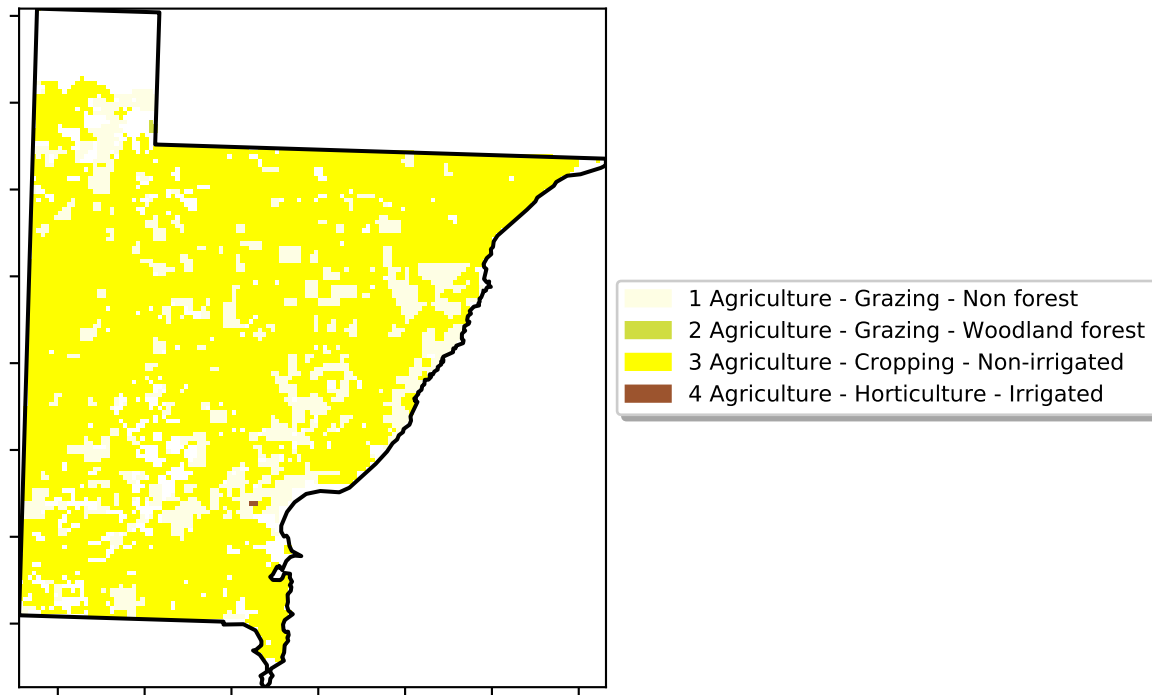 1 Agriculture - Grazing - Non forest
2 Agriculture - Grazing - Woodland forest
3 Agriculture - Cropping - Non-irrigated
4 Agriculture - Horticulture - Irrigated